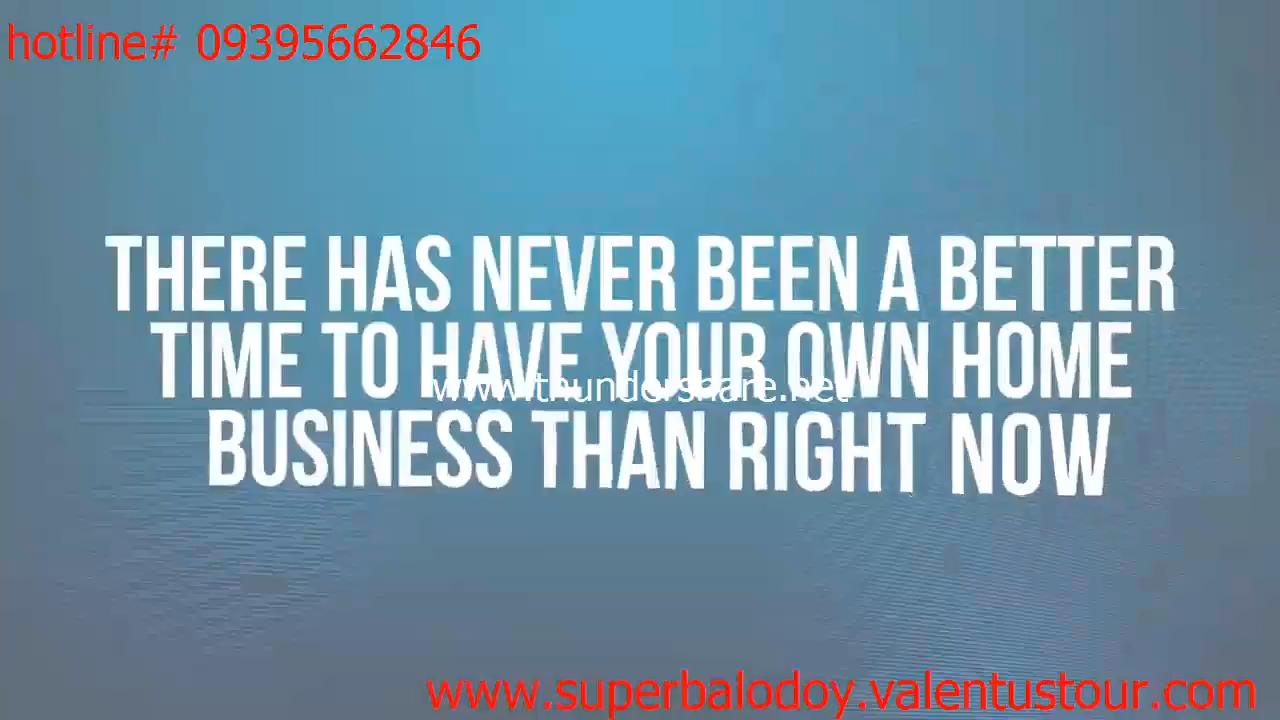 hotline# 09395662846
THERE HAS NEVER BEEN A BETTER
TIME TO HAVE YOUR OWN HOME
www.thundershare.net
BUSINESS THAN RIGHT NOW
www.superbalodoy.valentustour.com